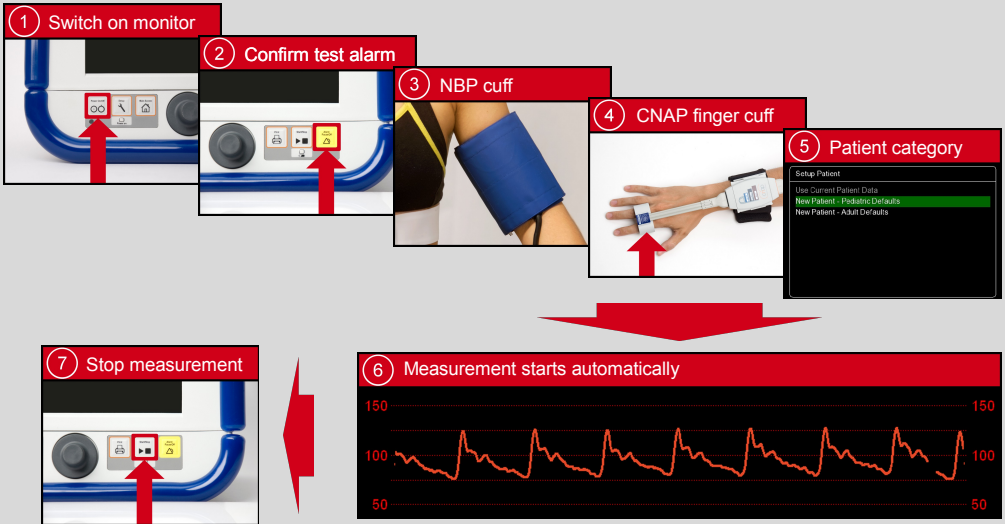 1 Switch on monitor
2 Confirm test alarm
3 NBP cuff
4 CNAP finger cuff
5 Patient category
Setup Patient
Use Current Patient Data
New Patient - Pediatric Defaults
New Patient - Adult Defaults
6 Measurement starts automatically
150 150
100 100
50 50
7 Stop measurement